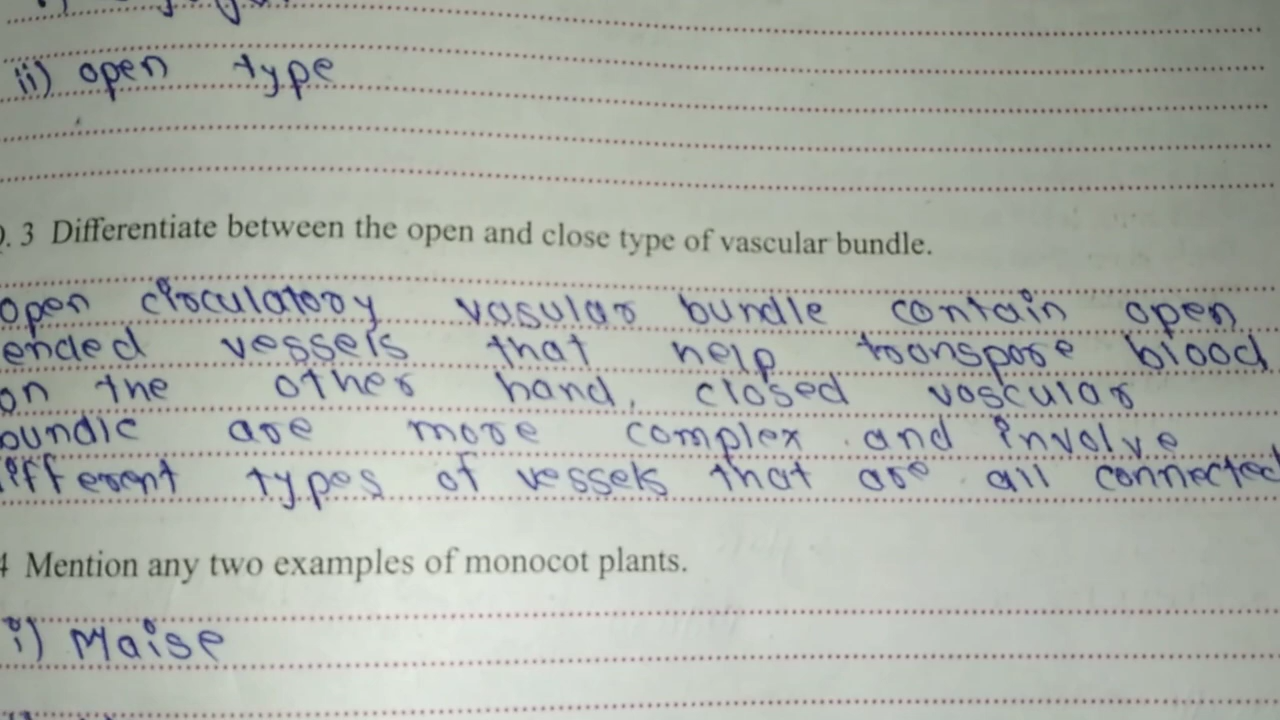 ii) open type
. 3 Differentiate between the open and close type of vascular bundle.
open circulatory vasular bundle contain open
ended vessels that help transpore blood
on the other hand, closed vascular
bundle are more complex and involve
ifferent types of vessels that are all connected
4 Mention any two examples of monocot plants.
i) Maise